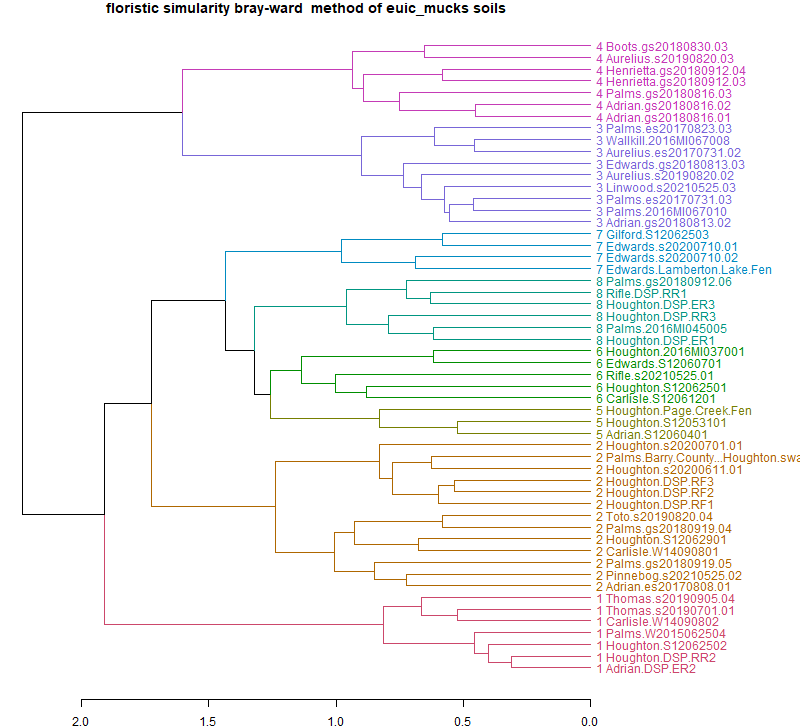 floristic simularity bray-ward method of euic_mucks soils
4 Boots.gs20180830.03
4 Aurelius.s20190820.03
4 Henrietta.gs20180912.04
4 Henrietta.gs20180912.03
4 Palms.gs20180816.03
4 Adrian.gs20180816.02
4 Adrian.gs20180816.01
3 Palms.es20170823.03
3 Wallkill.2016MI067008
3 Aurelius.es20170731.02
3 Edwards.gs20180813.03
3 Aurelius.s20190820.02
3 Linwood.s20210525.03
3 Palms.es20170731.03
3 Palms.2016MI067010
3 Adrian.gs20180813.02
7 Gilford.S12062503
7 Edwards.s20200710.01
7 Edwards.s20200710.02
7 Edwards.Lamberton.Lake.Fen
8 Palms.gs20180912.06
8 Rifle.DSP.RR1
8 Houghton.DSP.ER3
8 Houghton.DSP.RR3
8 Palms.2016MI045005
8 Houghton.DSP.ER1
6 Houghton.2016MI037001
6 Edwards.S12060701
6 Rifle.s20210525.01
6 Houghton.S12062501
6 Carlisle.S12061201
5 Houghton.Page.Creek.Fen
5 Houghton.S12053101
5 Adrian.S12060401
2 Houghton.s20200701.01
2 Palms.Barry.County...Houghton.swa
2 Houghton.s20200611.01
2 Houghton.DSP.RF3
2 Houghton.DSP.RF2
2 Houghton.DSP.RF1
2 Toto.s20190820.04
2 Palms.gs20180919.04
2 Houghton.S12062901
2 Carlisle.W14090801
2 Palms.gs20180919.05
2 Pinnebog.s20210525.02
2 Adrian.es20170808.01
1 Thomas.s20190905.04
1 Thomas.s20190701.01
1 Carlisle.W14090802
1 Palms.W2015062504
1 Houghton.S12062502
1 Houghton.DSP.RR2
1 Adrian.DSP.ER2
2.0 1.5 1.0 0.5 0.0